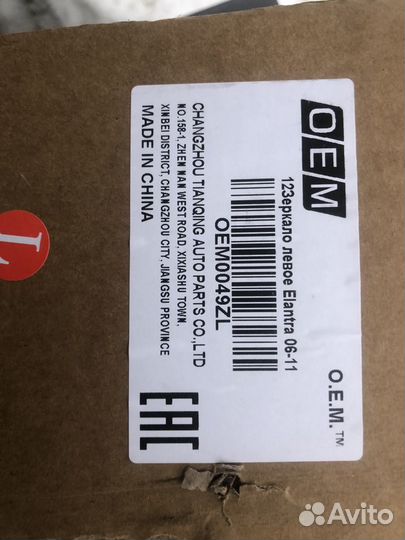 O/E/M
O.E.M.™
123еркало левое Elantra 06-11
OEM0049ZL
CHANGZHOU TIANQING AUTO PARTS CO.,LTD
NO.158-1, ZHEN NAN WEST ROAD, XIXIASHU TOWN,
XINBEI DISTRICT, CHANGZHOU CITY, JIANGSU PROVINCE
MADE IN CHINA
EAC
L
Avito